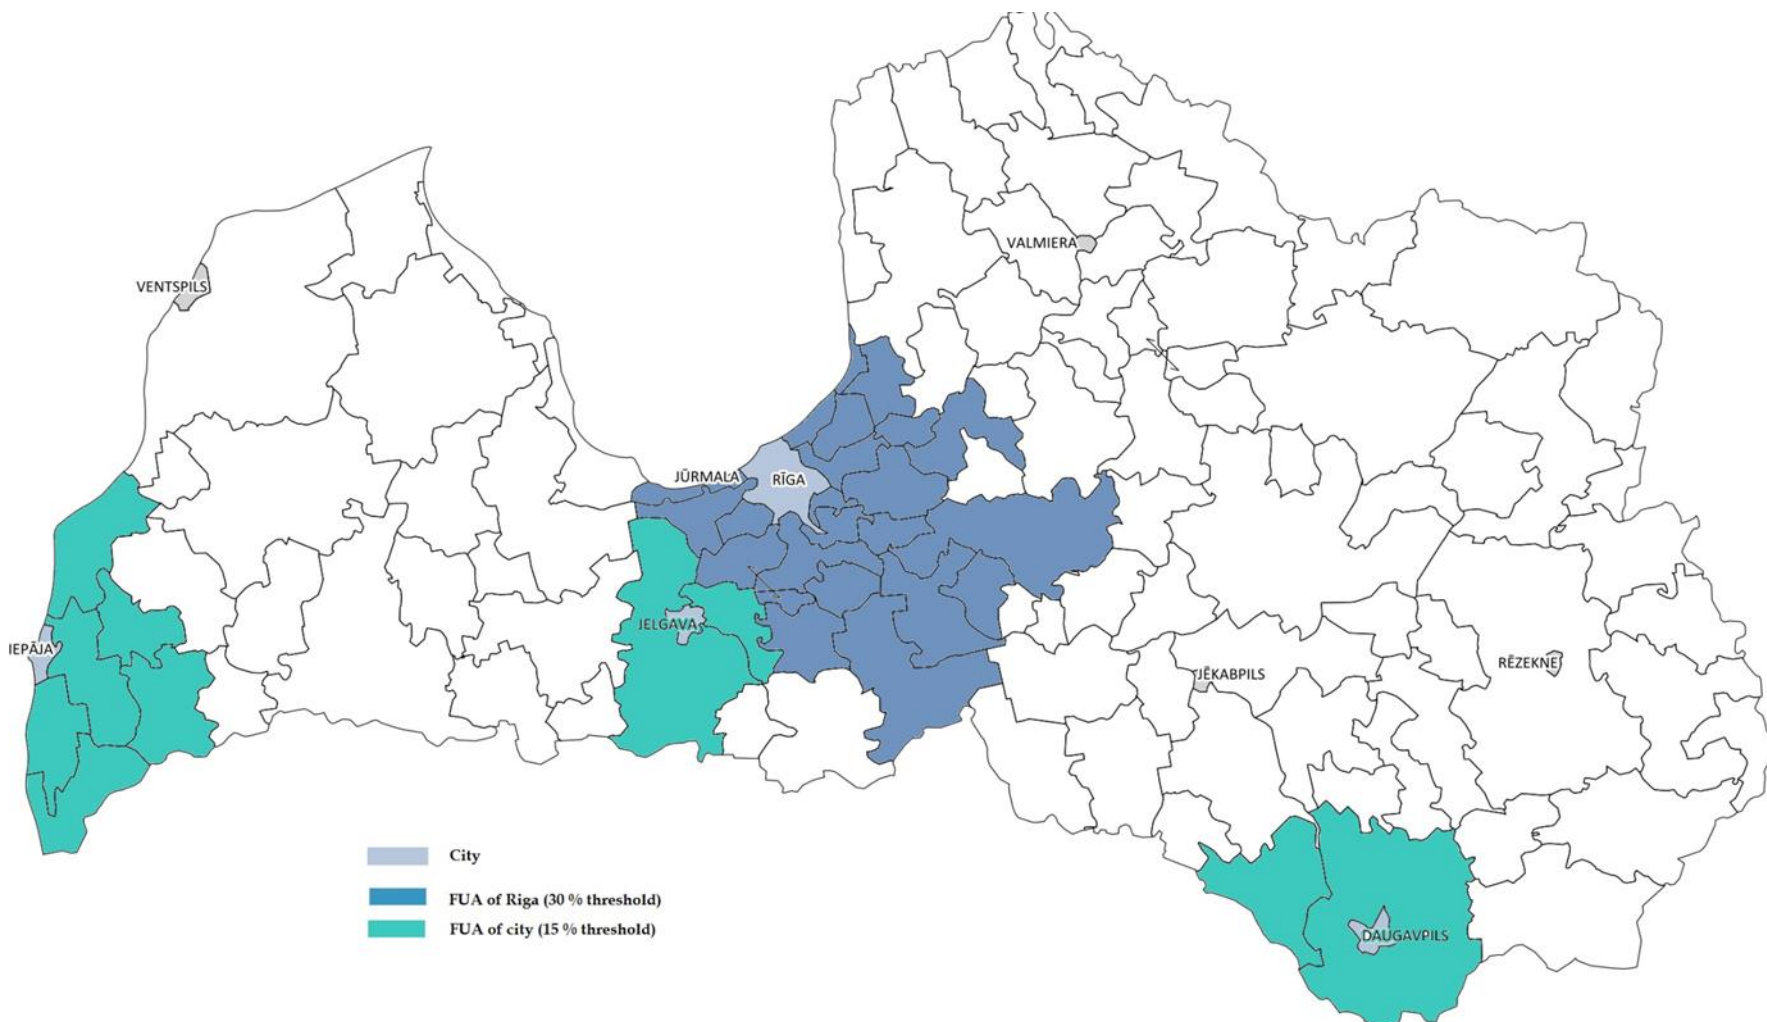 VALMIERA
VENTSPILS
JŪRMALA
RĪGA
JELGAVA
IEPĀJA
RĒZEKNE
JĒKABPILS
City
FUA of Riga (30 % threshold)
FUA of city (15 % threshold)
DAUGAVPILS